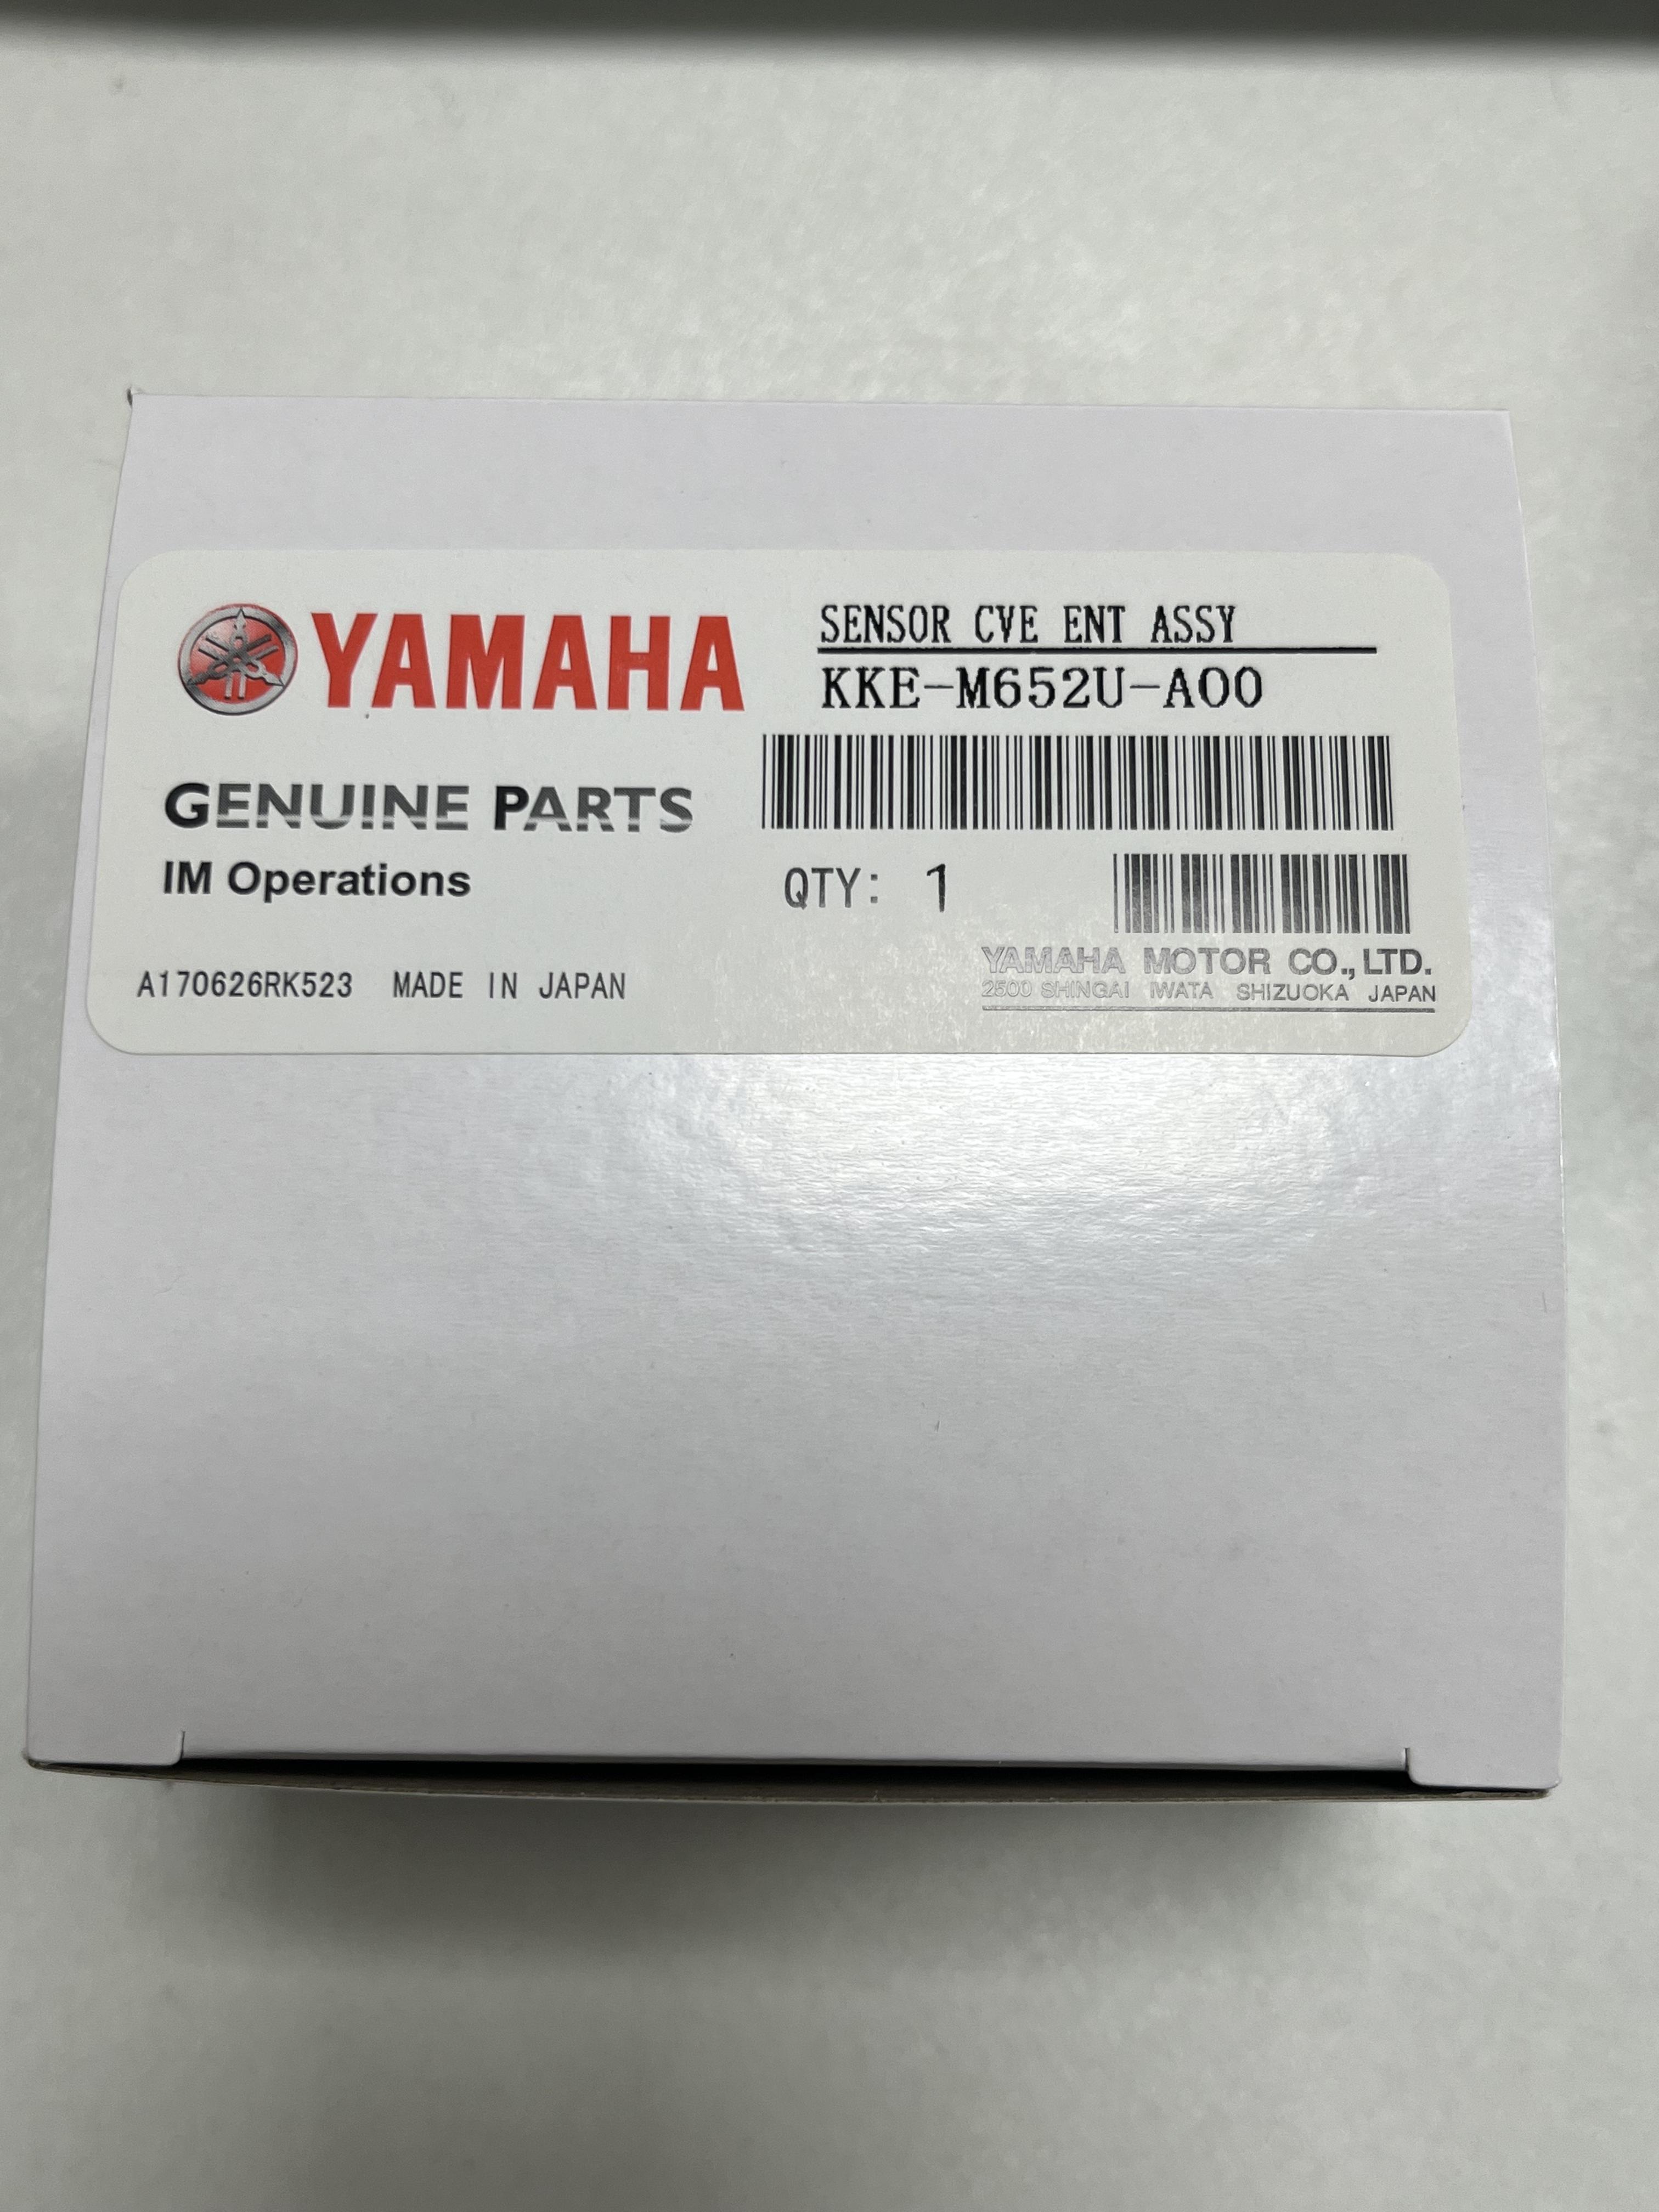 YAMAHA
SENSOR CVE ENT ASSY
KKE-M652U-A00
GENUINE PARTS
IM Operations
QTY: 1
A170626RK523 MADE IN JAPAN
YAMAHA MOTOR CO.,LTD.
2500 SHINGAI IWATA SHIZUOKA JAPAN